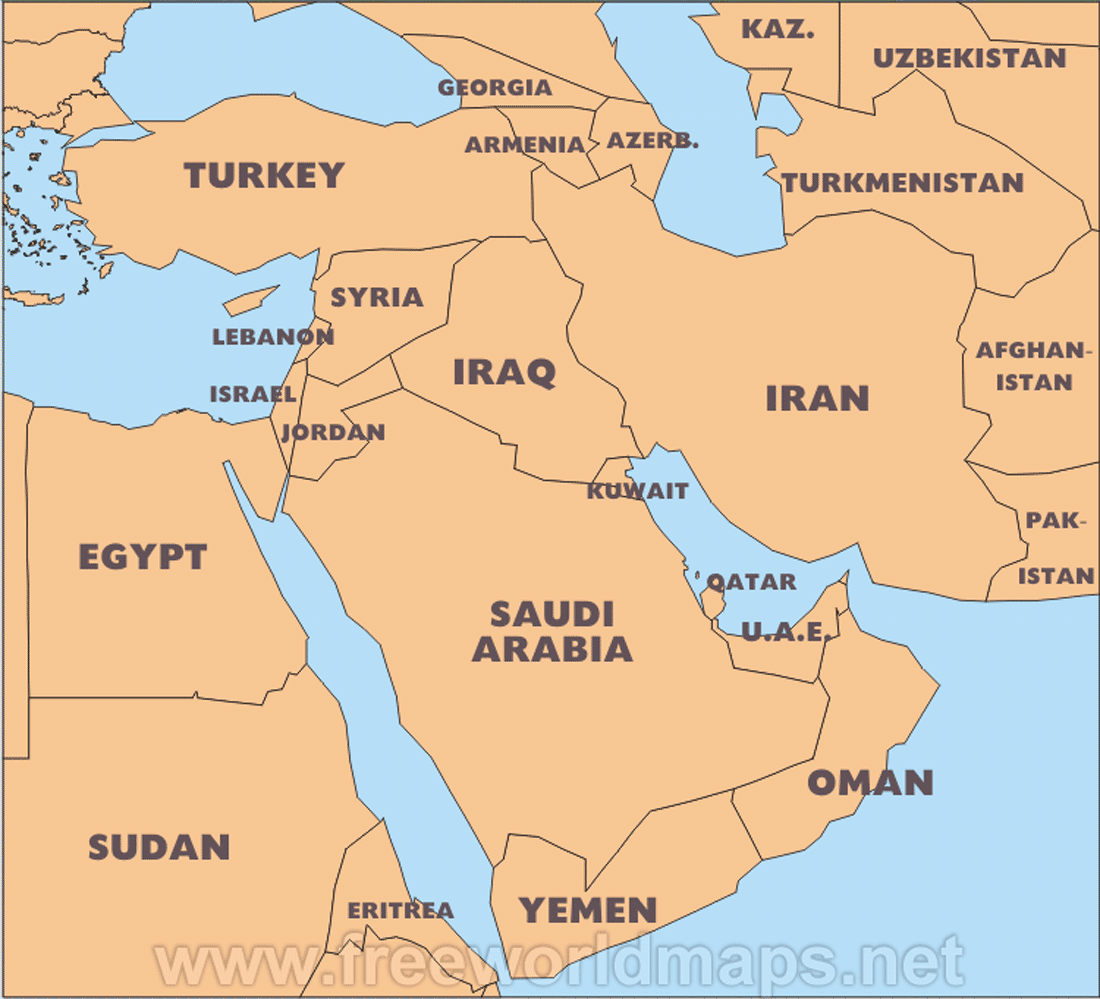 KAZ.
UZBEKISTAN
GEORGIA
ARMENIA
AZERB.
TURKEY
TURKMENISTAN
SYRIA
LEBANON
IRAQ
AFGHAN-
ISTAN
ISRAEL
IRAN
JORDAN
KUWAIT
PAK-
ISTAN
EGYPT
QATAR
SAUDI
ARABIA
U.A.E.
OMAN
SUDAN
ERITREA
YEMEN
www.freeworldmaps.net